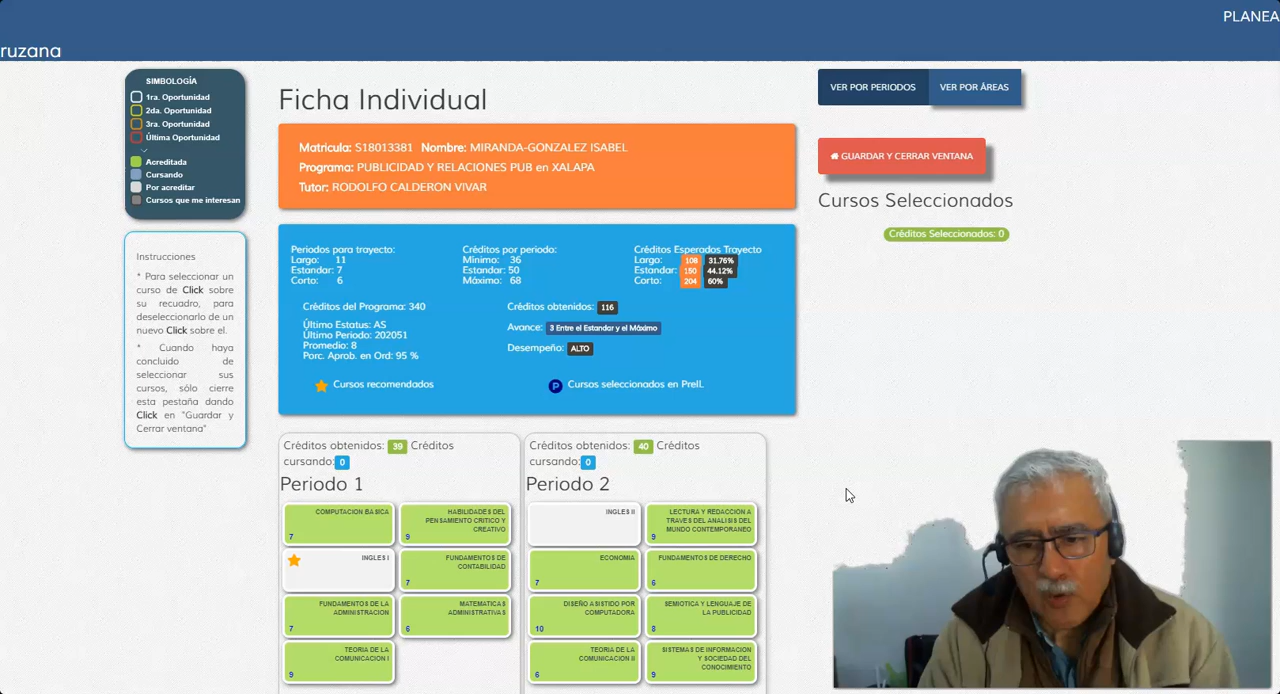 PLANEA
ruzana
SIMBOLOGÍA
1ra. Oportunidad
2da. Oportunidad
3ra. Oportunidad
Última Oportunidad
Acreditada
Cursando
Por acreditar
Cursos que me interesan
Instrucciones
* Para seleccionar un
curso de Click sobre
su recuadro, para
deseleccionarlo de un
nuevo Click sobre el.
* Cuando haya
concluido de
seleccionar sus
cursos, sólo cierre
esta pestaña dando
Click en "Guardar y
Cerrar ventana"
Ficha Individual
Matricula: S18013381 Nombre: MIRANDA-GONZALEZ ISABEL
Programa: PUBLICIDAD Y RELACIONES PUB en XALAPA
Tutor: RODOLFO CALDERON VIVAR
Periodos para trayecto:
Largo: 11
Estandar: 7
Corto: 6
Créditos por periodo:
Mínimo: 36
Estandar: 50
Máximo: 68
Créditos Esperados Trayecto
Largo: 108 31.76%
Estandar: 150 44.12%
Corto: 204 60%
Créditos del Programa: 340
Último Estatus: AS
Último Periodo: 202051
Promedio: 8
Porc. Aprob. en Ord: 95 %
Créditos obtenidos: 116
Avance: 3 Entre el Estandar y el Máximo
Desempeño: ALTO
Cursos recomendados
P Cursos seleccionados en PreIL
Créditos obtenidos: 39 Créditos
cursando: 0
Periodo 1
COMPUTACION BASICA
7
HABILIDADES DEL
PENSAMIENTO CRITICO Y
CREATIVO
9
INGLES I
FUNDAMENTOS DE
CONTABILIDAD
7
FUNDAMENTOS DE LA
ADMINISTRACION
7
MATEMATICAS
ADMINISTRATIVAS
6
TEORIA DE LA
COMUNICACION I
9
Créditos obtenidos: 40 Créditos
cursando: 0
Periodo 2
INGLES II
LECTURA Y REDACCION A
TRAVES DEL ANALISIS DEL
MUNDO CONTEMPORANEO
9
ECONOMIA
7
FUNDAMENTOS DE DERECHO
6
DISEÑO ASISTIDO POR
COMPUTADORA
10
SEMIOTICA Y LENGUAJE DE
LA PUBLICIDAD
8
TEORIA DE LA
COMUNICACION II
6
SISTEMAS DE INFORMACION
Y SOCIEDAD DEL
CONOCIMIENTO
9
VER POR PERIODOS
VER POR ÁREAS
GUARDAR Y CERRAR VENTANA
Cursos Seleccionados
Créditos Seleccionados: 0